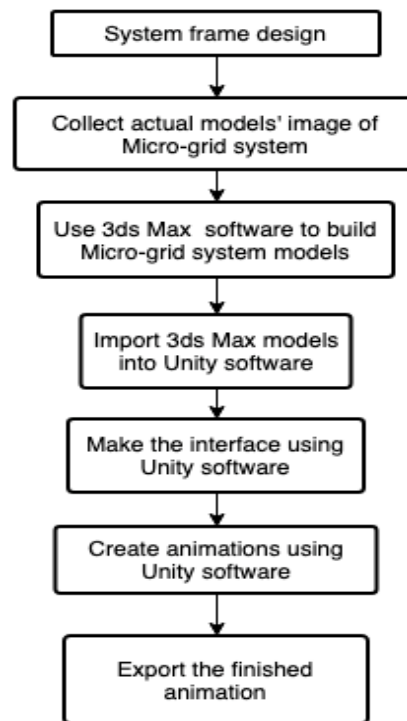 System frame design
Collect actual models' image of
Micro-grid system
Use 3ds Max software to build
Micro-grid system models
Import 3ds Max models
into Unity software
Make the interface using
Unity software
Create animations using
Unity software
Export the finished
animation